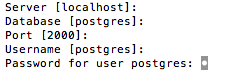 Server [localhost]:
Database [postgres]:
Port [2000]:
Username [postgres]:
Password for user postgres: